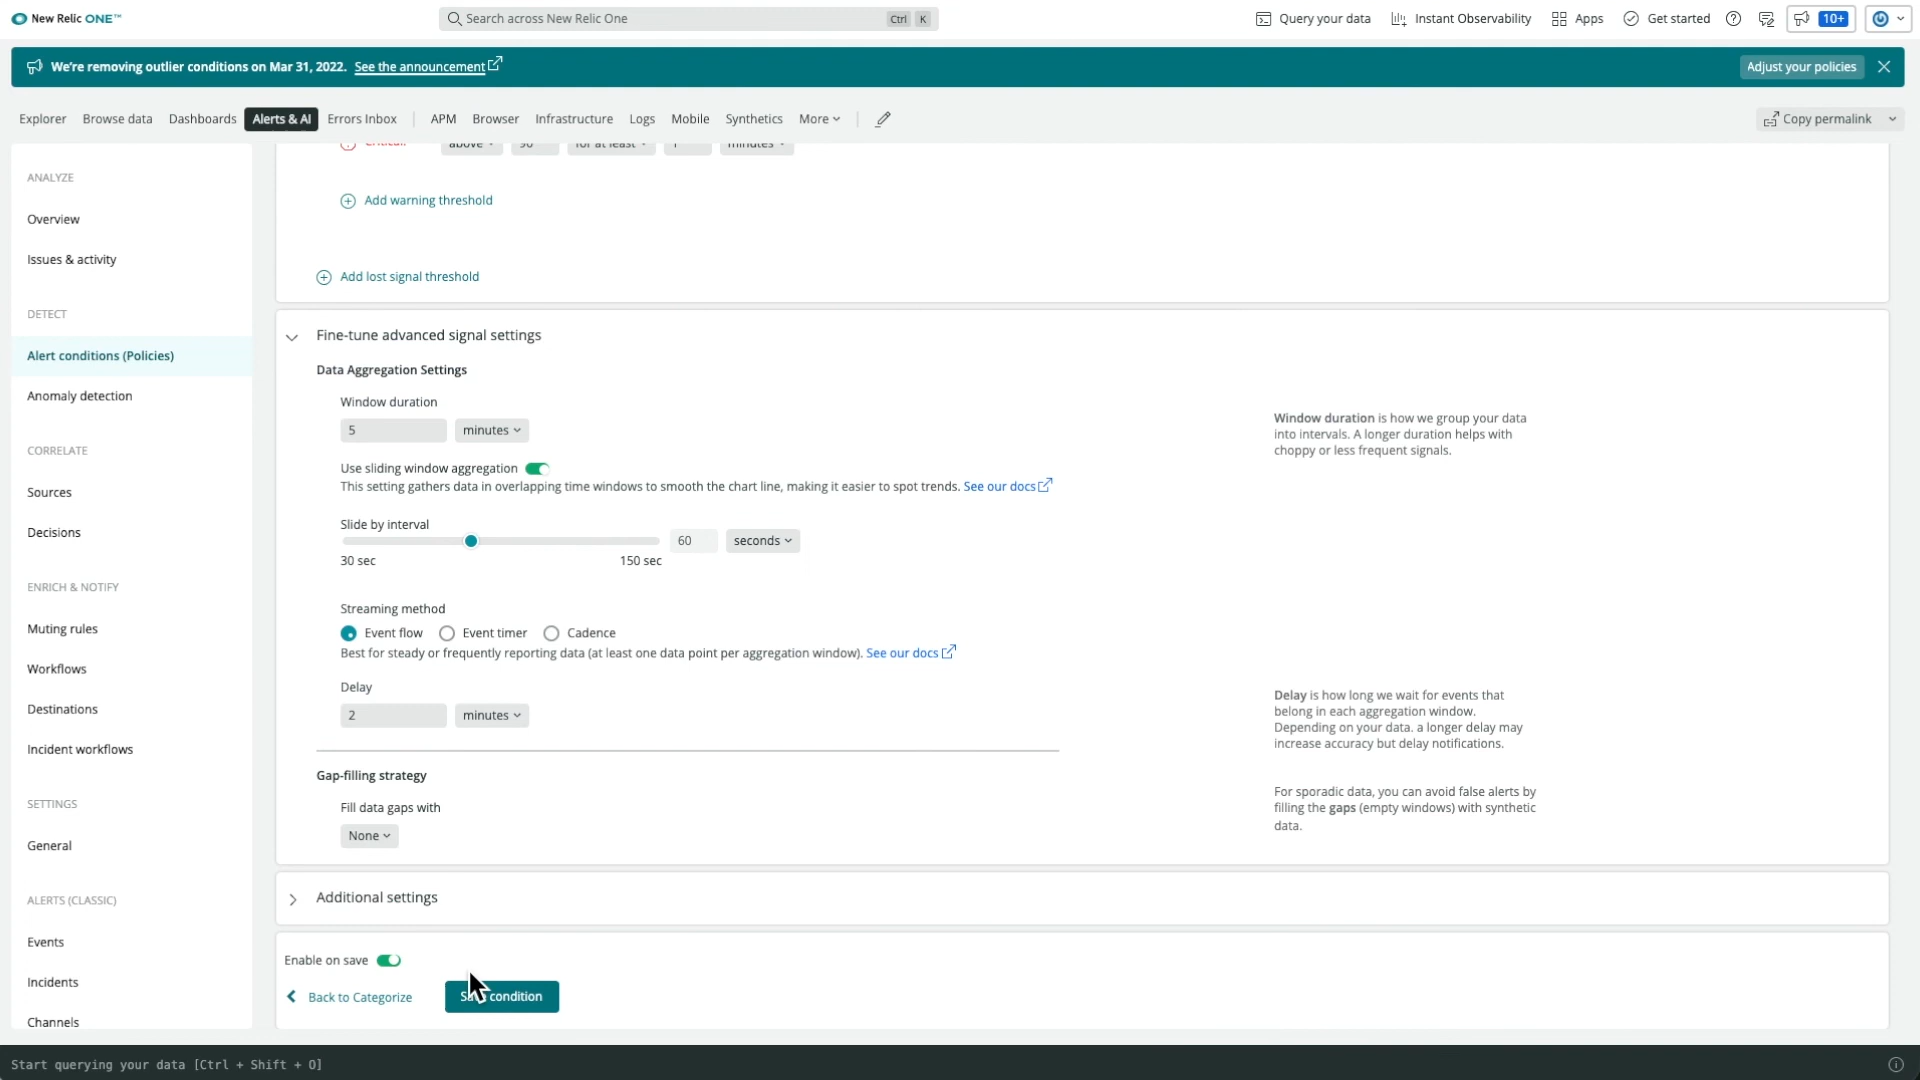 New Relic ONE™
Search across New Relic One
Ctrl K
Query your data
Instant Observability
Apps
Get started
10+
We're removing outlier conditions on Mar 31, 2022. See the announcement
Adjust your policies
Explorer
Browse data
Dashboards
Alerts & AI
Errors Inbox
APM
Browser
Infrastructure
Logs
Mobile
Synthetics
More
Copy permalink
ANALYZE
Overview
Issues & activity
DETECT
Alert conditions (Policies)
Anomaly detection
CORRELATE
Sources
Decisions
ENRICH & NOTIFY
Muting rules
Workflows
Destinations
Incident workflows
SETTINGS
General
ALERTS (CLASSIC)
Events
Incidents
Channels
Critical: above 90 for at least 1 minutes
Add warning threshold
Add lost signal threshold
Fine-tune advanced signal settings
Data Aggregation Settings
Window duration
5 minutes
Use sliding window aggregation
This setting gathers data in overlapping time windows to smooth the chart line, making it easier to spot trends. See our docs
Slide by interval
60 seconds
30 sec 150 sec
Streaming method
Event flow Event timer Cadence
Best for steady or frequently reporting data (at least one data point per aggregation window). See our docs
Delay
2 minutes
Gap-filling strategy
Fill data gaps with
None
Window duration is how we group your data
into intervals. A longer duration helps with
choppy or less frequent signals.
Delay is how long we wait for events that
belong in each aggregation window.
Depending on your data. a longer delay may
increase accuracy but delay notifications.
For sporadic data, you can avoid false alerts by
filling the gaps (empty windows) with synthetic
data.
Additional settings
Enable on save
Back to Categorize
condition
Start querying your data [Ctrl + Shift + O]